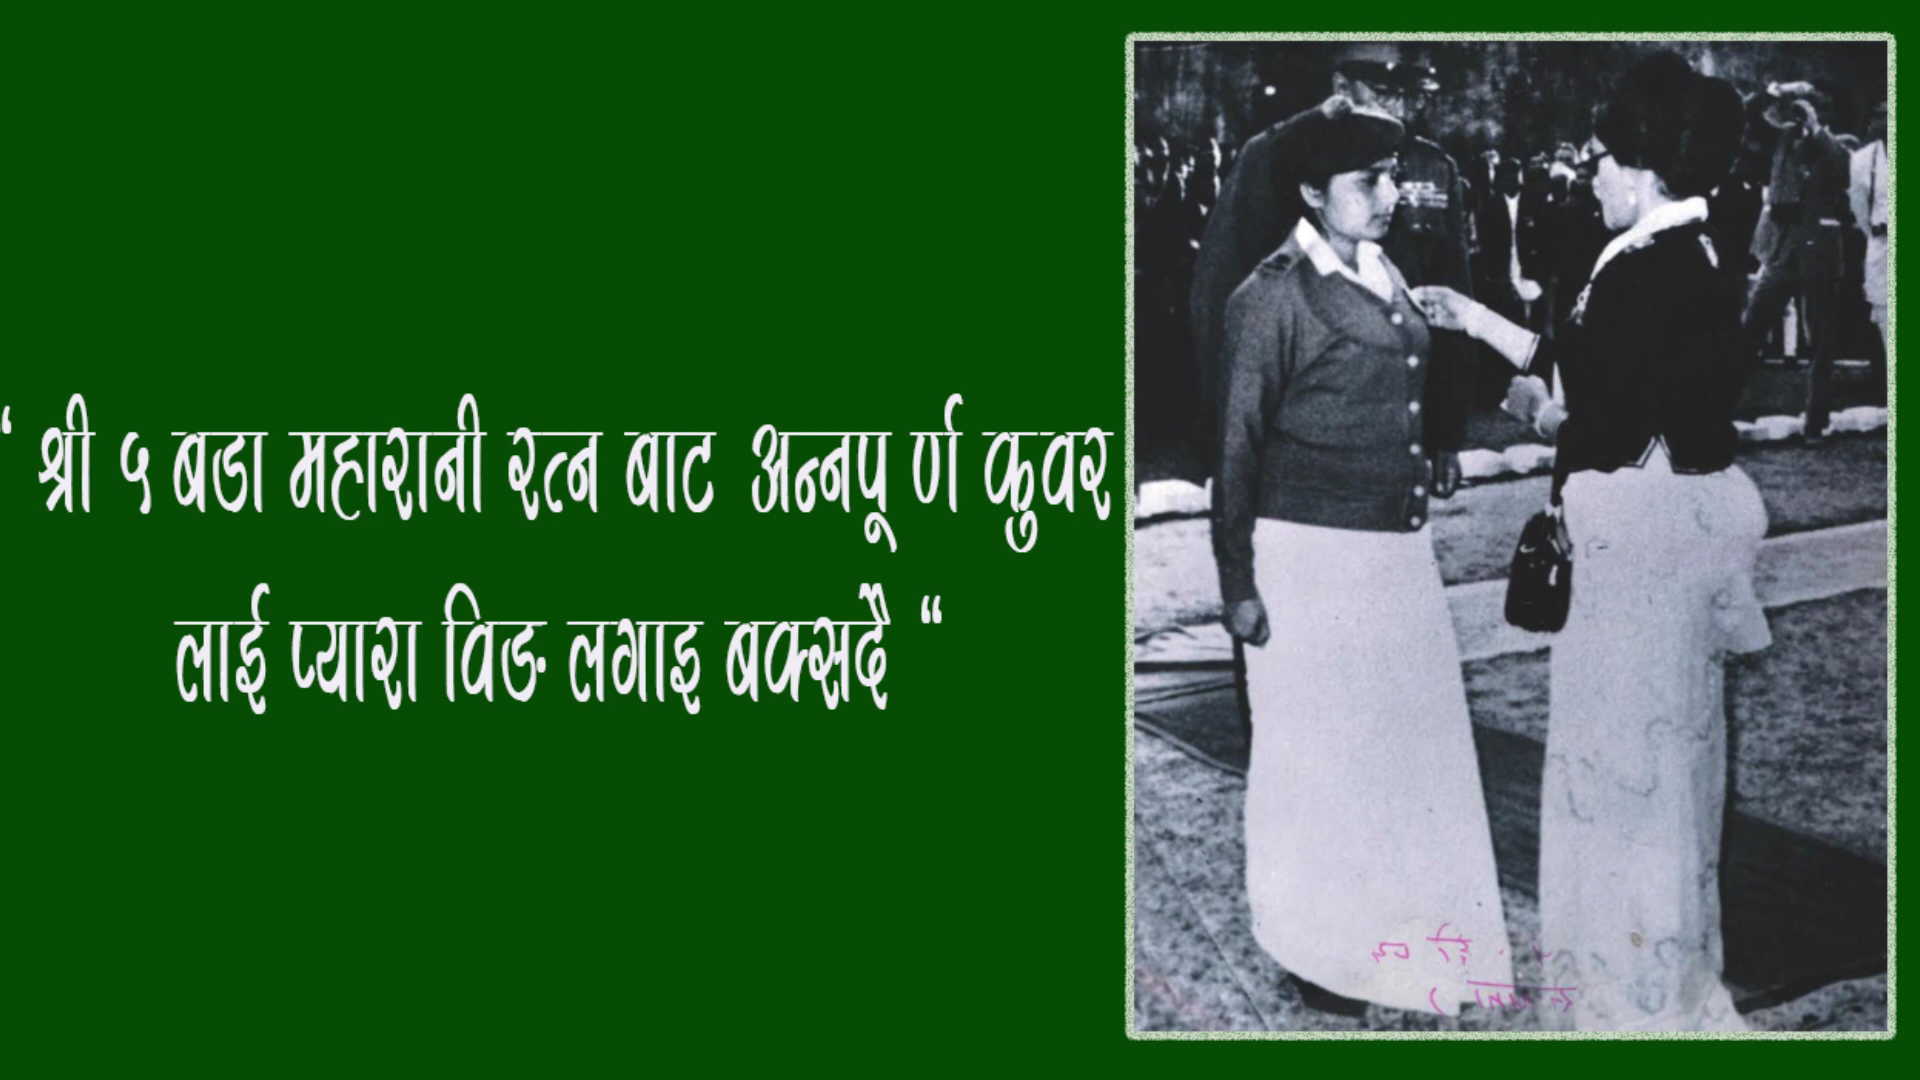 “ श्री ५ बडा महारानी रत्न बाट अन्नपू र्ण कुवर
लाई प्यारा विङ लगाइ बक्सदै “